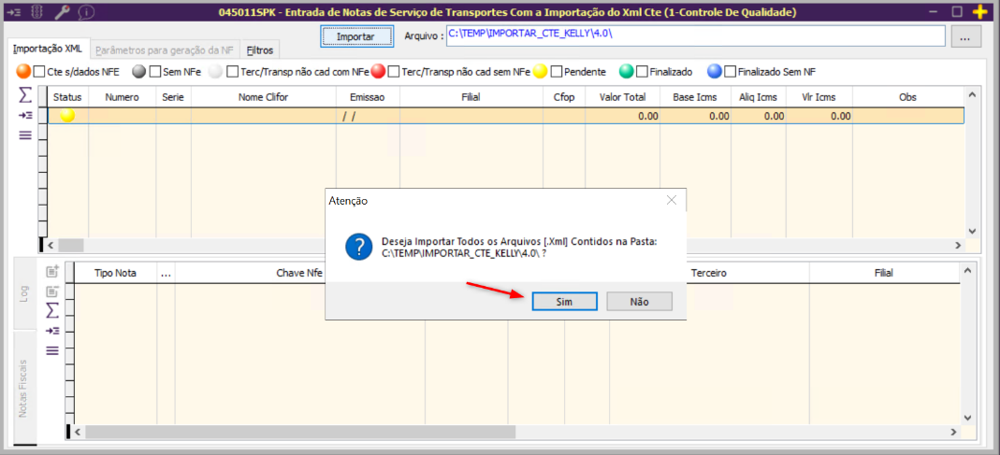 045011SPK - Entrada de Notas de Serviço de Transportes Com a Importação do Xml Cte (1-Controle De Qualidade)
Importar Arquivo : C:\TEMP\IMPORTAR_CTE_KELLY\4.0\ ...
Importação XML Parâmetros para geração da NF Filtros
Cte s/dados NFE Sem NFe Terc/Transp não cad com NFe Terc/Transp não cad sem NFe Pendente Finalizado Finalizado Sem NF
Status Numero Serie Nome Clifor Emissao Filial Cfop Valor Total Base Icms Aliq Icms Vlr Icms Obs
/ / 0.00 0.00 0.00 0.00
Atenção
Deseja Importar Todos os Arquivos [.Xml] Contidos na Pasta:
C:\TEMP\IMPORTAR_CTE_KELLY\4.0\ ?
Sim Não
Log
Notas Fiscais
Tipo Nota ... Chave Nfe Terceiro Filial